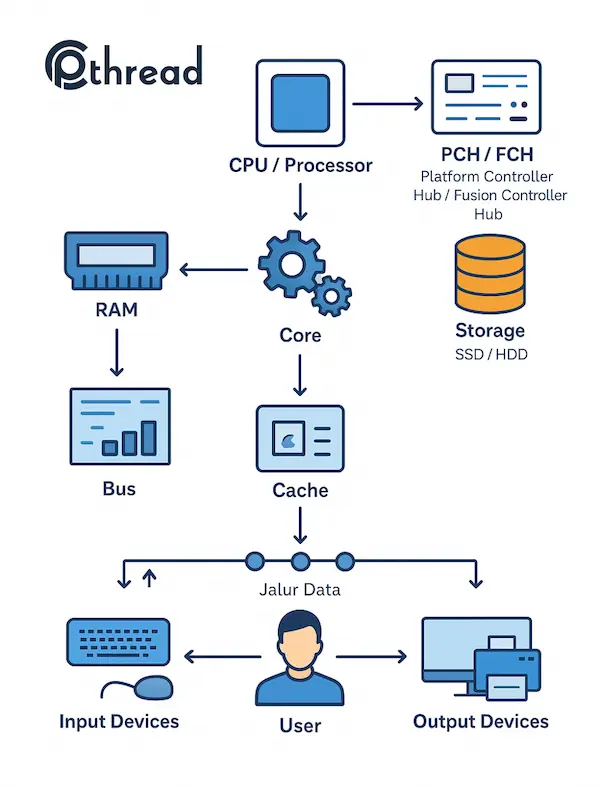 Pthread
CPU / Processor
PCH / FCH
Platform Controller
Hub / Fusion Controller
Hub
RAM
Core
Storage
SSD / HDD
Bus
Cache
Jalur Data
Input Devices
User
Output Devices